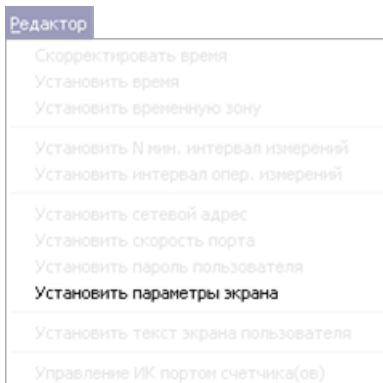 Редактор
Скорректировать время
Установить время
Установить временную зону
Установить N мин. интервал измерений
Установить интервал опер. измерений
Установить сетевой адрес
Установить скорость порта
Установить пароль пользователя
Установить параметры экрана
Установить текст экрана пользователя
Управление ИК портом счетчика(ов)